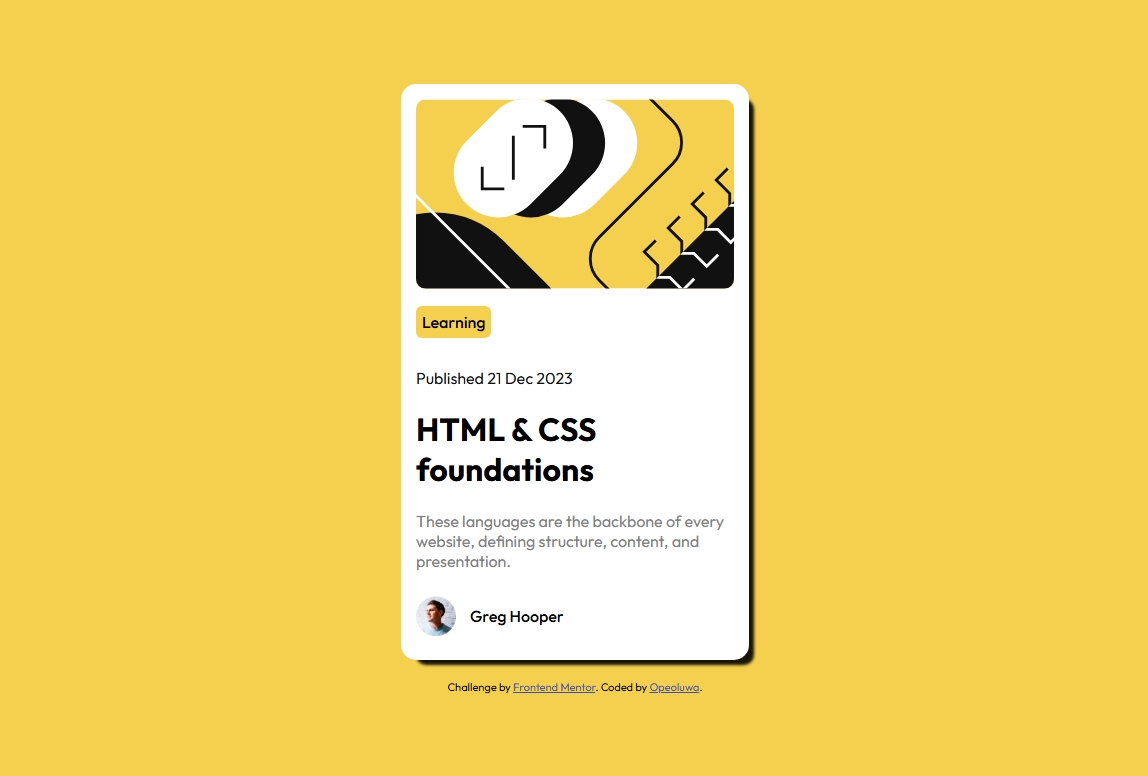 Learning
Published 21 Dec 2023
HTML & CSS
foundations
These languages are the backbone of every
website, defining structure, content, and
presentation.
Greg Hooper
Challenge by Frontend Mentor. Coded by Opeoluwa.